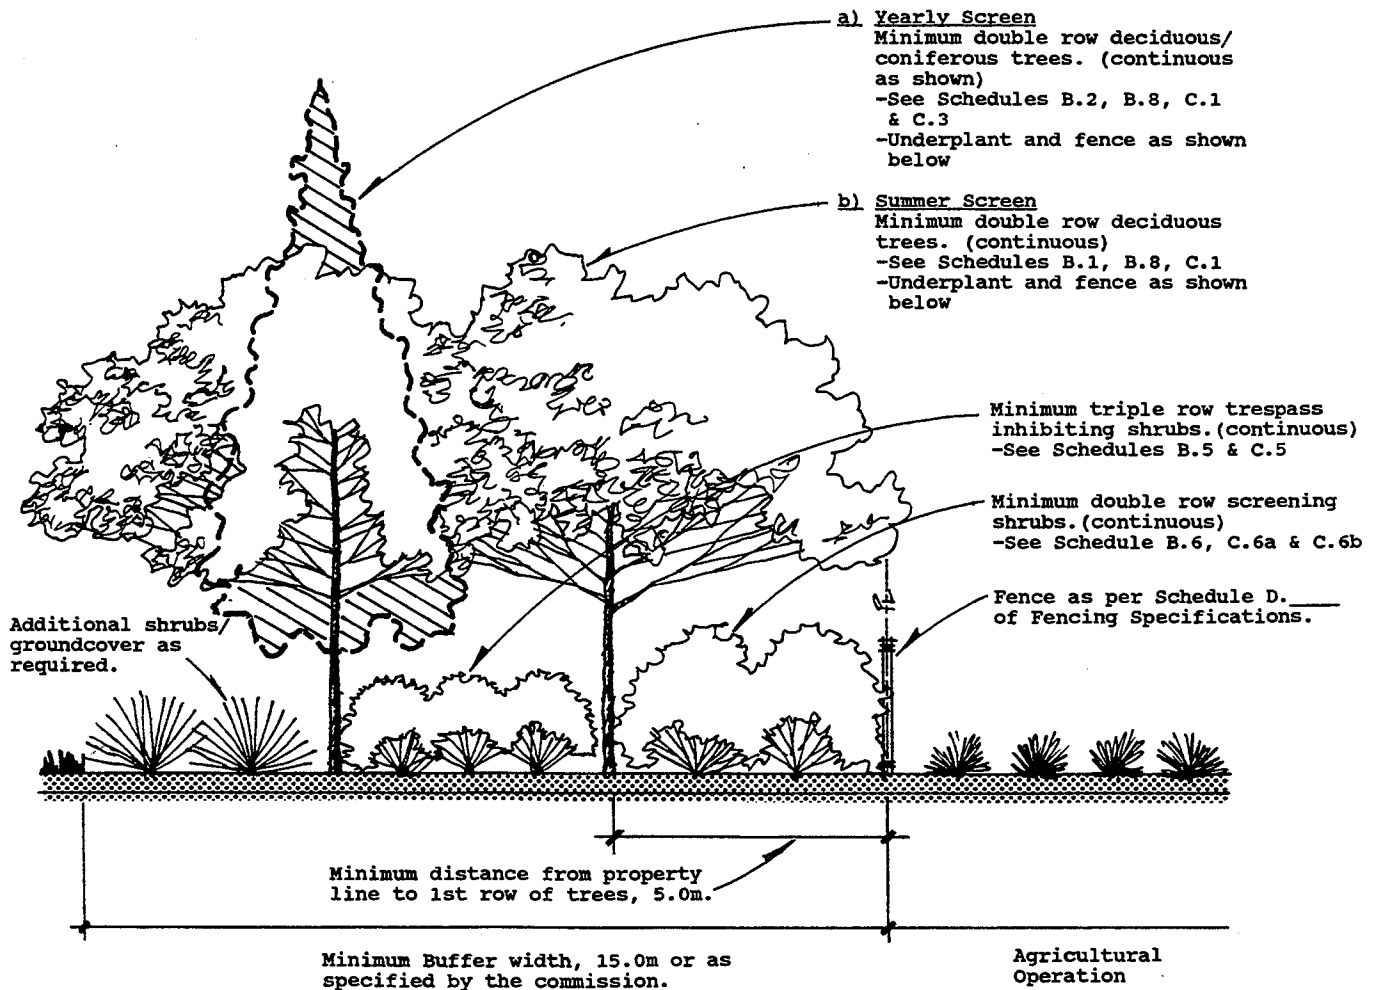 a) Yearly Screen
Minimum double row deciduous/
coniferous trees. (continuous
as shown)
-See Schedules B.2, B.8, C.1
& C.3
-Underplant and fence as shown
below
b) Summer Screen
Minimum double row deciduous
trees. (continuous)
-See Schedules B.1, B.8, C.1
-Underplant and fence as shown
below
Minimum triple row trespass
inhibiting shrubs.(continuous)
-See Schedules B.5 & C.5
Minimum double row screening
shrubs.(continuous)
-See Schedule B.6, C.6a & C.6b
Fence as per Schedule D.____
of Fencing Specifications.
Additional shrubs/
groundcover as
required.
Minimum distance from property
line to 1st row of trees, 5.0m.
Minimum Buffer width, 15.0m or as
specified by the commission.
Agricultural
Operation